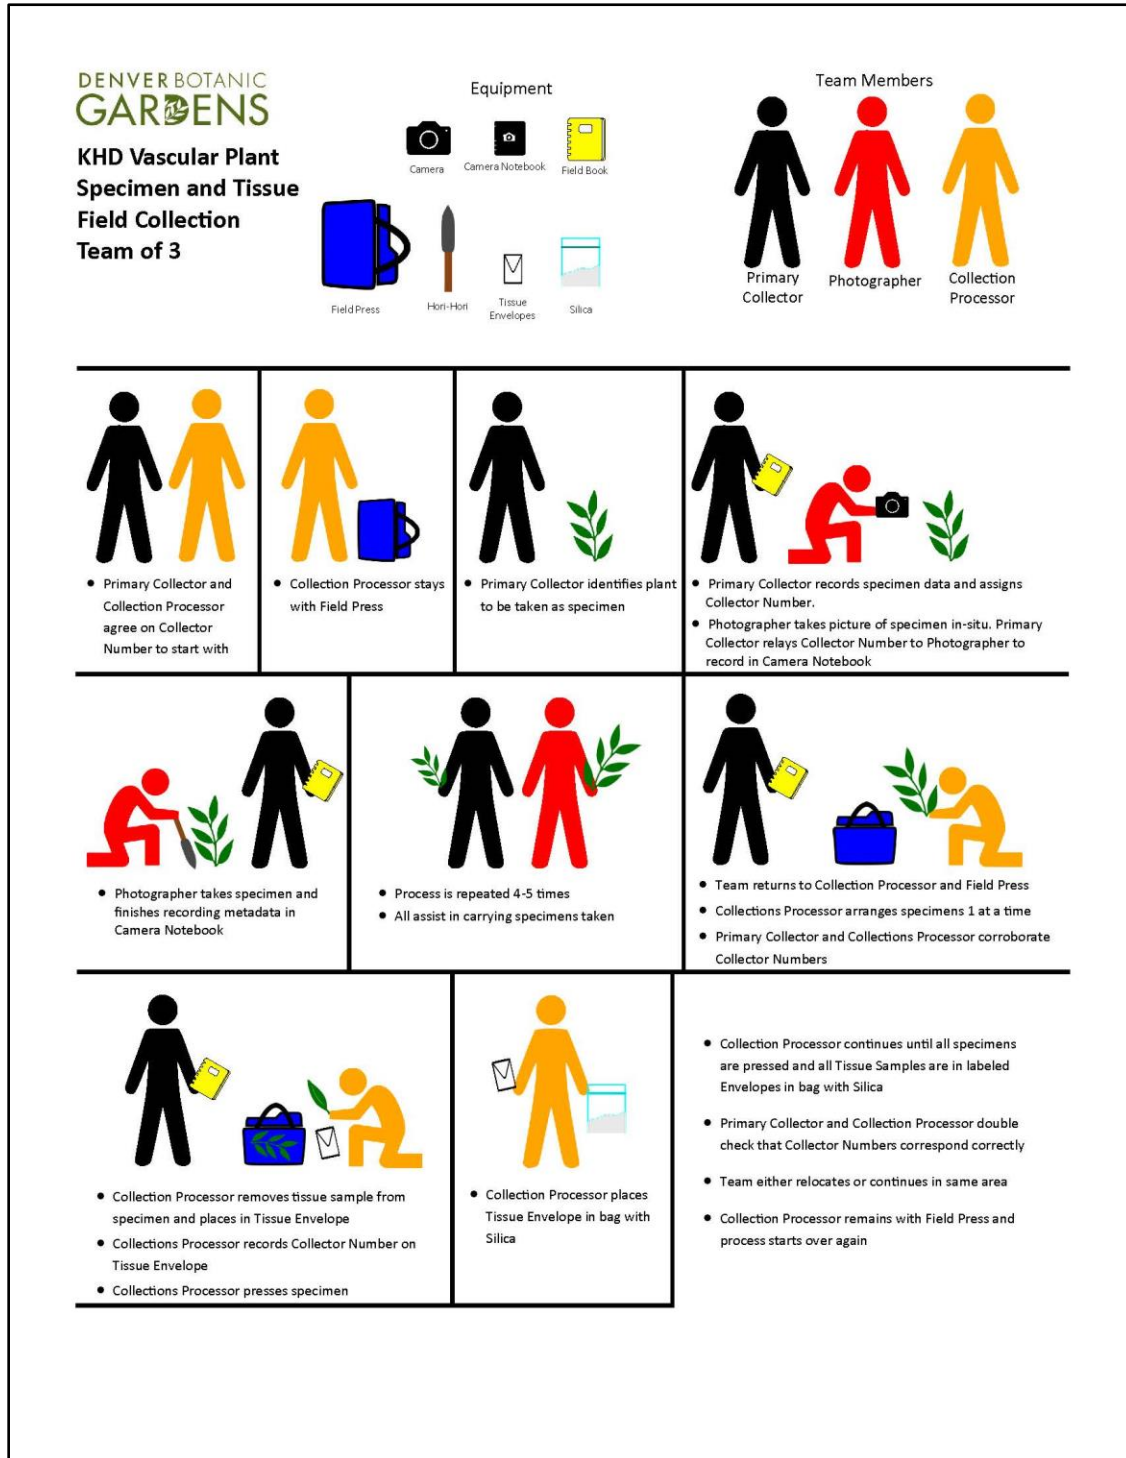 DENVER BOTANIC
GARDENS
KHD Vascular Plant
Specimen and Tissue
Field Collection
Team of 3
Equipment
Camera
Camera Notebook
Field Book
Field Press
Hori-Hori
Tissue
Envelopes
Silica
Team Members
Primary
Collector
Photographer
Collection
Processor
• Primary Collector and
Collection Processor
agree on Collector
Number to start with
• Collection Processor stays
with Field Press
• Primary Collector identifies plant
to be taken as specimen
• Primary Collector records specimen data and assigns
Collector Number.
• Photographer takes picture of specimen in-situ. Primary
Collector relays Collector Number to Photographer to
record in Camera Notebook
• Photographer takes specimen and
finishes recording metadata in
Camera Notebook
• Process is repeated 4-5 times
• All assist in carrying specimens taken
• Team returns to Collection Processor and Field Press
• Collections Processor arranges specimens 1 at a time
• Primary Collector and Collections Processor corroborate
Collector Numbers
• Collection Processor removes tissue sample from
specimen and places in Tissue Envelope
• Collections Processor records Collector Number on
Tissue Envelope
• Collections Processor presses specimen
• Collection Processor places
Tissue Envelope in bag with
Silica
• Collection Processor continues until all specimens
are pressed and all Tissue Samples are in labeled
Envelopes in bag with Silica
• Primary Collector and Collection Processor double
check that Collector Numbers correspond correctly
• Team either relocates or continues in same area
• Collection Processor remains with Field Press and
process starts over again